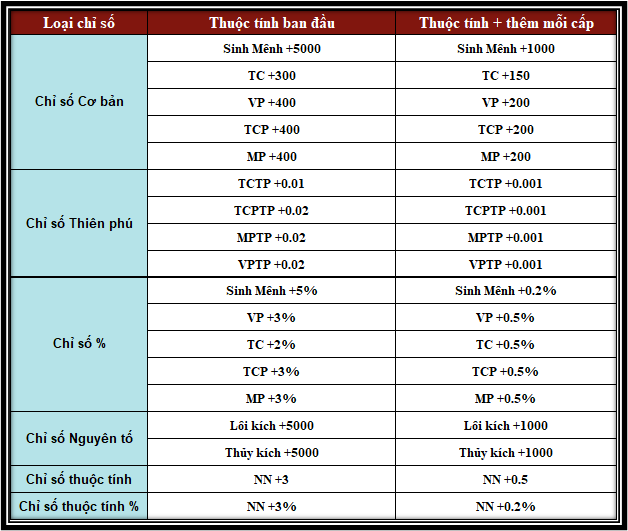 Loại chỉ số Thuộc tính ban đầu Thuộc tính + thêm mỗi cấp
Chỉ số Cơ bản
Sinh Mênh +5000 Sinh Mênh +1000
TC +300 TC +150
VP +400 VP +200
TCP +400 TCP +200
MP +400 MP +200
Chỉ số Thiên phú
TCTP +0.01 TCTP +0.001
TCPTP +0.02 TCPTP +0.001
MPTP +0.02 MPTP +0.001
VPTP +0.02 VPTP +0.001
Chỉ số %
Sinh Mênh +5% Sinh Mênh +0.2%
VP +3% VP +0.5%
TC +2% TC +0.5%
TCP +3% TCP +0.5%
MP +3% MP +0.5%
Chỉ số Nguyên tố
Lôi kích +5000 Lôi kích +1000
Thủy kích +5000 Thủy kích +1000
Chỉ số thuộc tính NN +3 NN +0.5
Chỉ số thuộc tính % NN +3% NN +0.2%